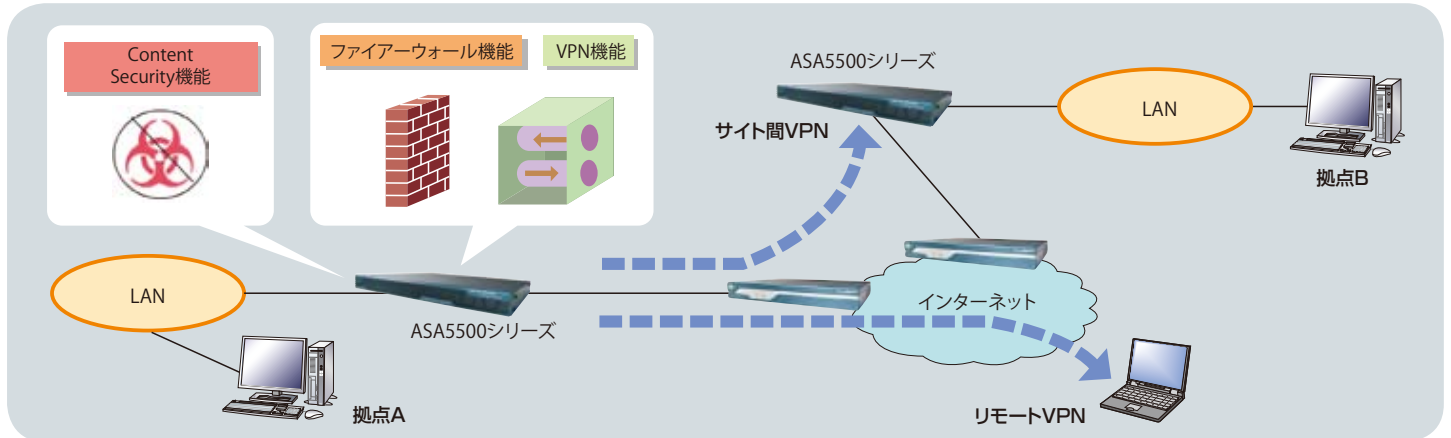 Content
Security機能
ファイアーウォール機能
VPN機能
ASA5500シリーズ
LAN
サイト間VPN
拠点B
LAN
ASA5500シリーズ
インターネット
拠点A
リモートVPN